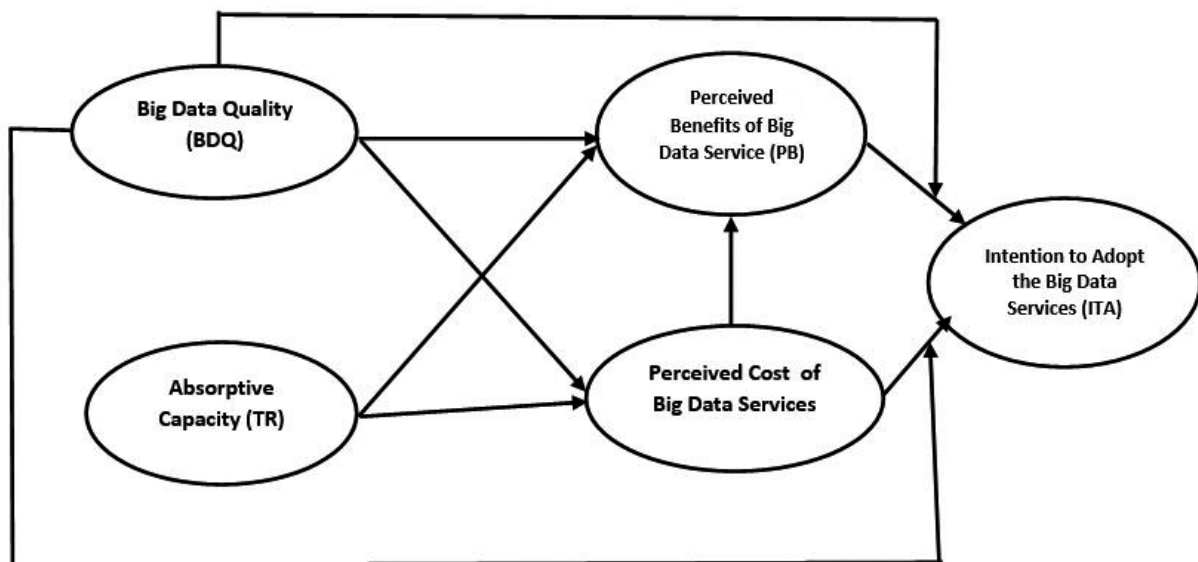 Big Data Quality
(BDQ)
Perceived
Benefits of Big
Data Service (PB)
Intention to Adopt
the Big Data
Services (ITA)
Absorptive
Capacity (TR)
Perceived Cost of
Big Data Services